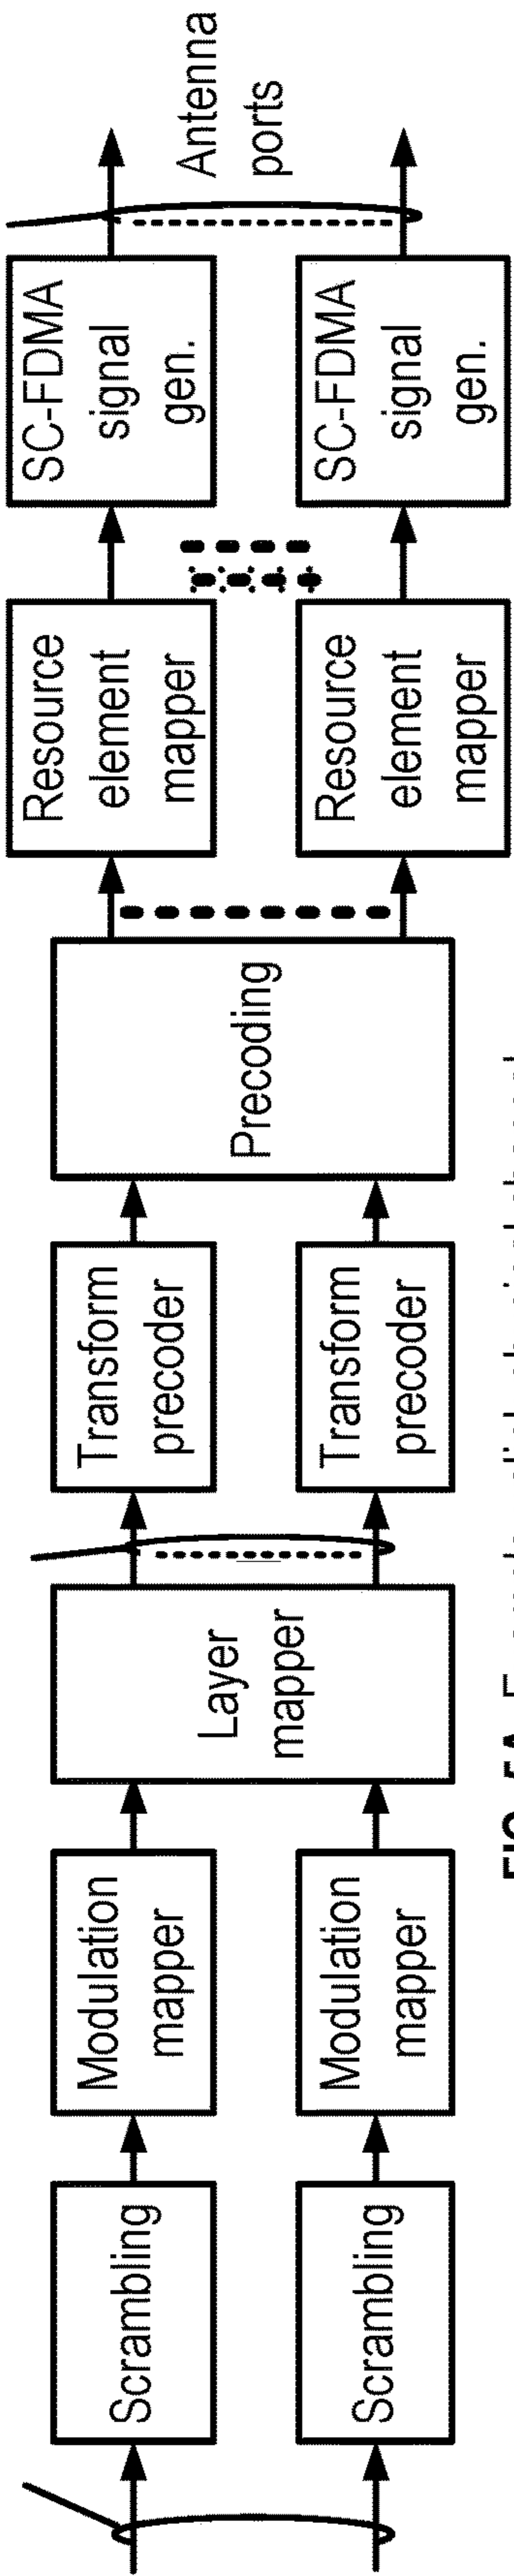 Scrambling
Scrambling
Modulation
mapper
Modulation
mapper
Layer
mapper
Transform
precoder
Transform
precoder
Precoding
Resource
element
mapper
Resource
element
mapper
SC-FDMA
signal
gen.
SC-FDMA
signal
gen.
Antenna
ports